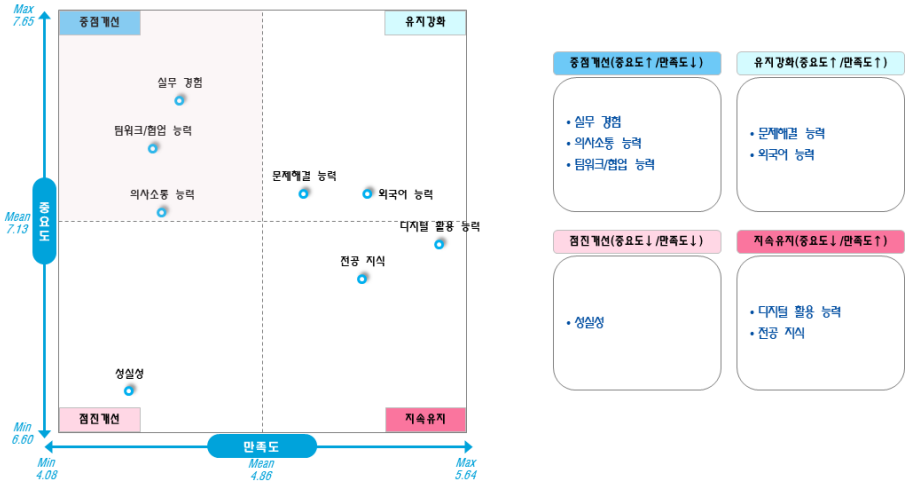 Max
7.65
중점개선
유지강화
실무 경험
팀워크/협업 능력
문제해결 능력
의사소통 능력
외국어 능력
중요도
Mean
7.13
디지털 활용 능력
전공 지식
성실성
Min
6.60
점진개선
지속유지
만족도
Min
4.08
Mean
4.86
Max
5.64
중점개선(중요도↑/만족도↓)
• 실무 경험
• 의사소통 능력
• 팀워크/협업 능력
유지강화(중요도↑/만족도↑)
• 문제해결 능력
• 외국어 능력
점진개선(중요도↓/만족도↓)
• 성실성
지속유지(중요도↓/만족도↑)
• 디지털 활용 능력
• 전공 지식